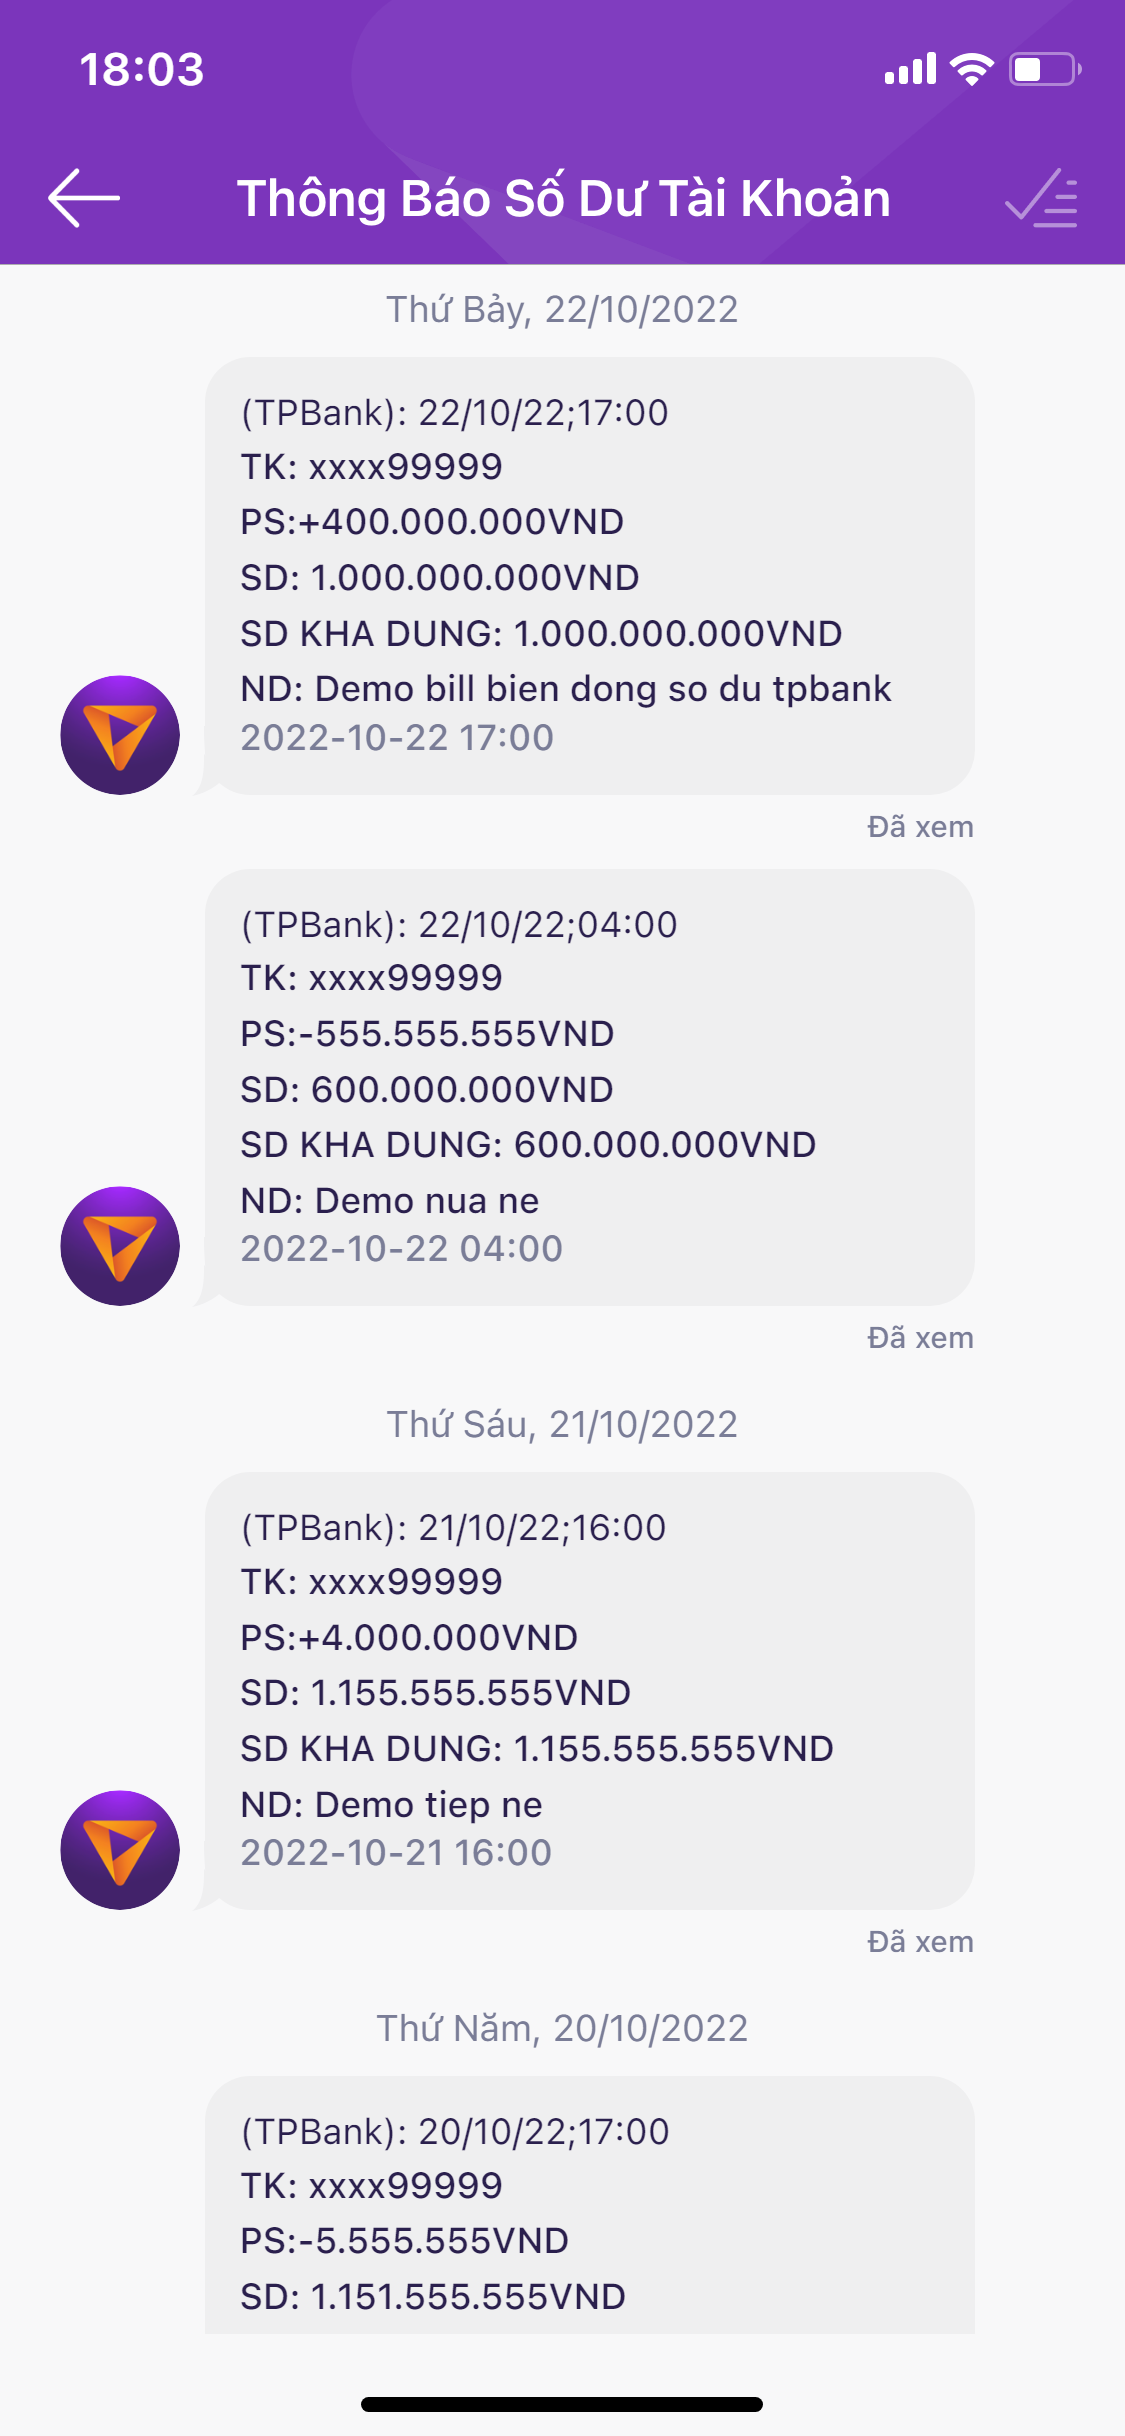 18:03
Thông Báo Số Dư Tài Khoản
Thứ Bảy, 22/10/2022
(TPBank): 22/10/22;17:00
TK: xxxx99999
PS:+400.000.000VND
SD: 1.000.000.000VND
SD KHA DUNG: 1.000.000.000VND
ND: Demo bill bien dong so du tpbank
2022-10-22 17:00
Đã xem
(TPBank): 22/10/22;04:00
TK: xxxx99999
PS:-555.555.555VND
SD: 600.000.000VND
SD KHA DUNG: 600.000.000VND
ND: Demo nua ne
2022-10-22 04:00
Đã xem
Thứ Sáu, 21/10/2022
(TPBank): 21/10/22;16:00
TK: xxxx99999
PS:+4.000.000VND
SD: 1.155.555.555VND
SD KHA DUNG: 1.155.555.555VND
ND: Demo tiep ne
2022-10-21 16:00
Đã xem
Thứ Năm, 20/10/2022
(TPBank): 20/10/22;17:00
TK: xxxx99999
PS:-5.555.555VND
SD: 1.151.555.555VND